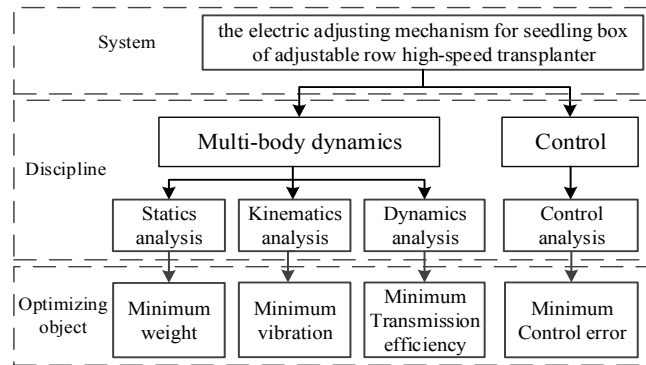 System
the electric adjusting mechanism for seedling box
of adjustable row high-speed transplanter
Discipline
Multi-body dynamics
Control
Statics
analysis
Kinematics
analysis
Dynamics
analysis
Control
analysis
Optimizing
object
Minimum
weight
Minimum
vibration
Minimum
Transmission
efficiency
Minimum
Control error